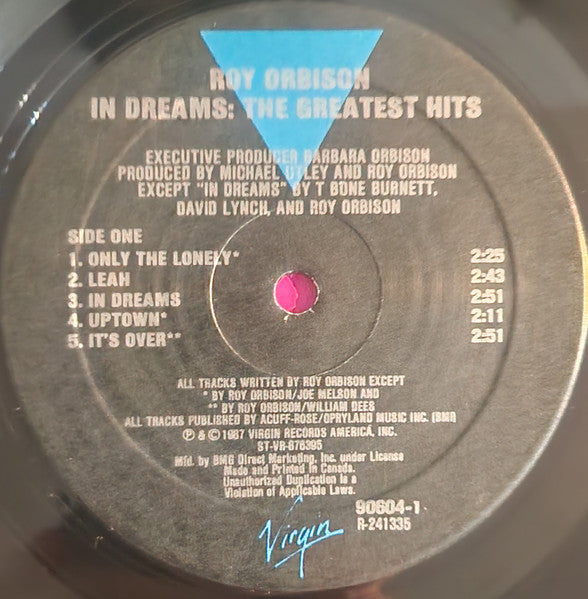 ROY ORBISON
IN DREAMS: THE GREATEST HITS
EXECUTIVE PRODUCER BARBARA ORBISON
PRODUCED BY MICHAEL UTLEY AND ROY ORBISON
EXCEPT "IN DREAMS" BY T BONE BURNETT,
DAVID LYNCH, AND ROY ORBISON
SIDE ONE
1. ONLY THE LONELY* 2:25
2. LEAH 2:43
3. IN DREAMS 2:51
4. UPTOWN* 2:11
5. IT'S OVER** 2:51
ALL TRACKS WRITTEN BY ROY ORBISON EXCEPT
* BY ROY ORBISON/JOE MELSON AND
** BY ROY ORBISON/WILLIAM DEES
ALL TRACKS PUBLISHED BY ACUFF-ROSE/OPRYLAND MUSIC INC. (BMI)
℗ & © 1987 VIRGIN RECORDS AMERICA, INC.
ST-VR-878395
Mfd. by BMG Direct Marketing, Inc. under License
Made and Printed in Canada.
Unauthorized Duplication is a
Violation of Applicable Laws.
90604-1
R-241335
Virgin